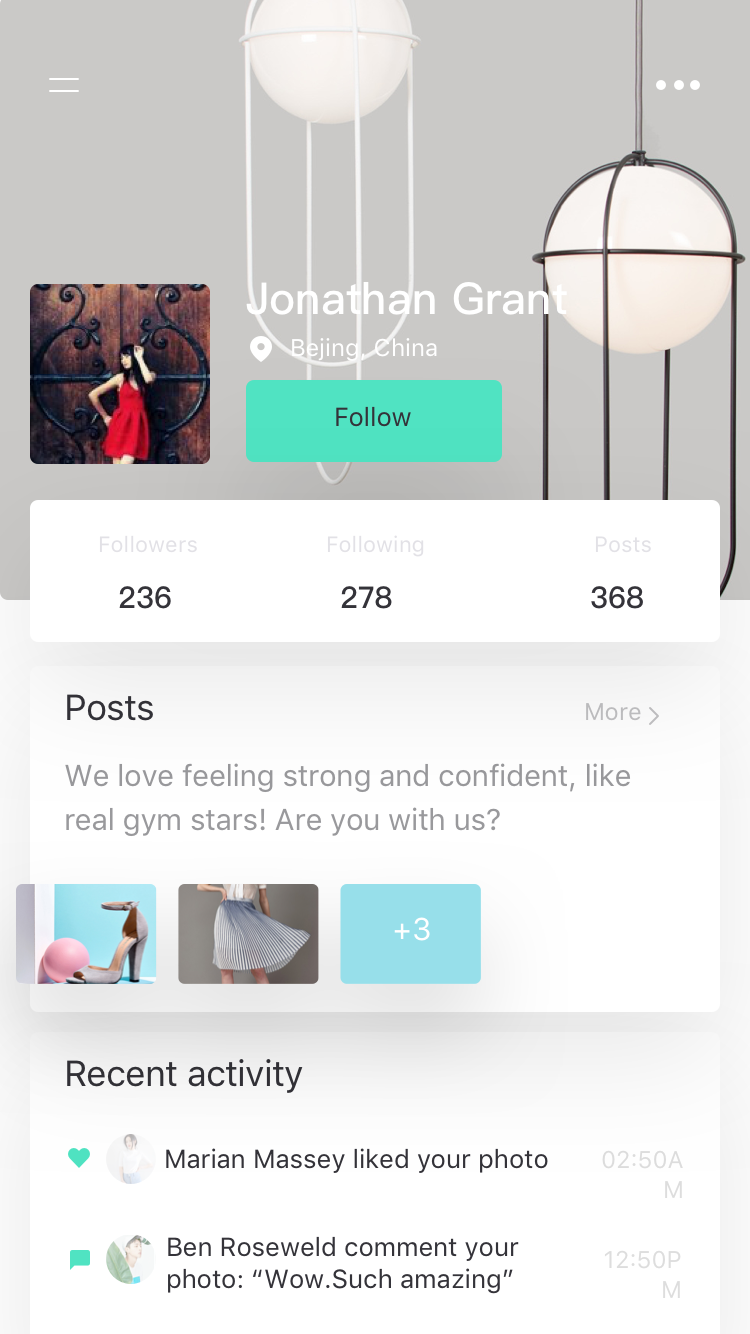 Jonathan Grant
Bejing, China
Follow
Followers
Following
Posts
236
278
368
Posts
More
We love feeling strong and confident, like
real gym stars! Are you with us?
+3
Recent activity
Marian Massey liked your photo
02:50A
M
Ben Roseweld comment your
photo: “Wow.Such amazing”
12:50P
M